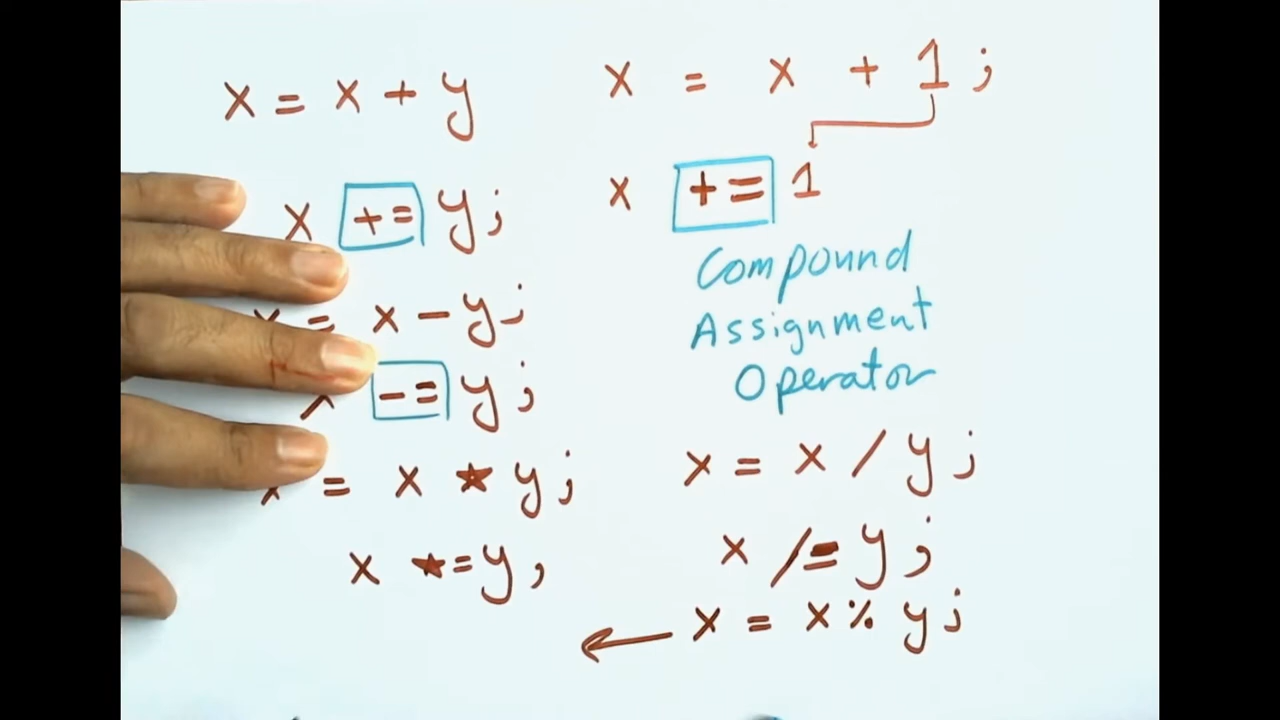 x = x + y
x += y;
x = x - y;
-= y;
x = x * y;
x *= y,
x = x + 1;
x += 1
Compound
Assignment
Operator
x = x / y;
x /= y;
x = x % y;